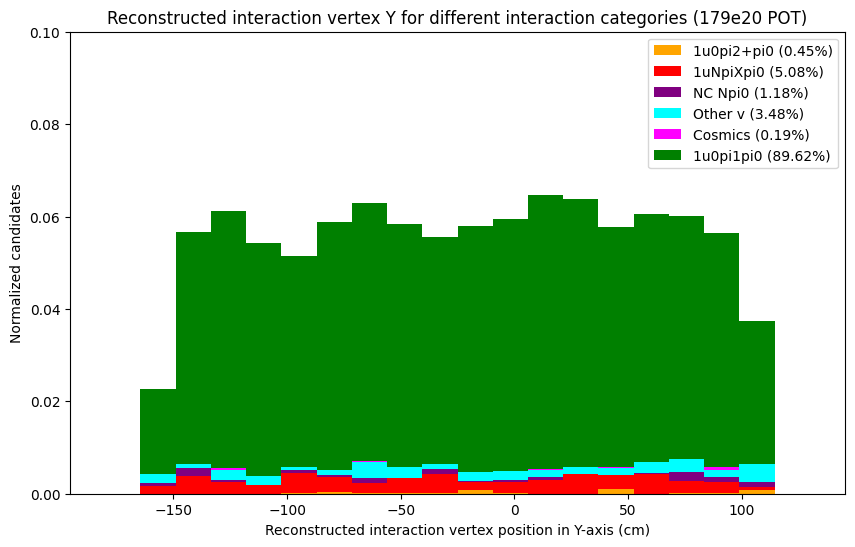 Reconstructed interaction vertex Y for different interaction categories (179e20 POT)
0.10
0.08
0.06
0.04
0.02
0.00
Normalized candidates
1u0pi2+pi0 (0.45%)
1uNpiXpi0 (5.08%)
NC Npi0 (1.18%)
Other v (3.48%)
Cosmics (0.19%)
1u0pi1pi0 (89.62%)
−150 −100 −50 0 50 100
Reconstructed interaction vertex position in Y-axis (cm)